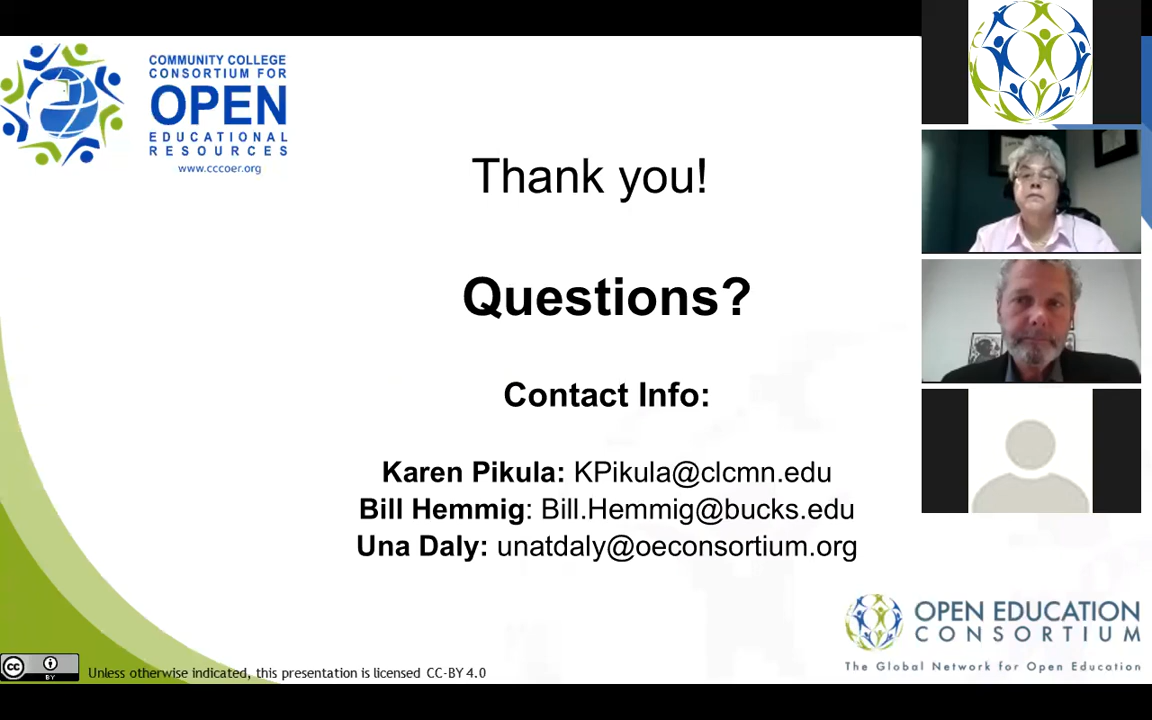 COMMUNITY COLLEGE
CONSORTIUM FOR
OPEN
EDUCATIONAL
RESOURCES
www.cccoer.org
Thank you!
Questions?
Contact Info:
Karen Pikula: KPikula@clcmn.edu
Bill Hemmig: Bill.Hemmig@bucks.edu
Una Daly: unatdaly@oeconsortium.org
OPEN EDUCATION
CONSORTIUM
The Global Network for Open Education
cc BY
Unless otherwise indicated, this presentation is licensed CC-BY 4.0